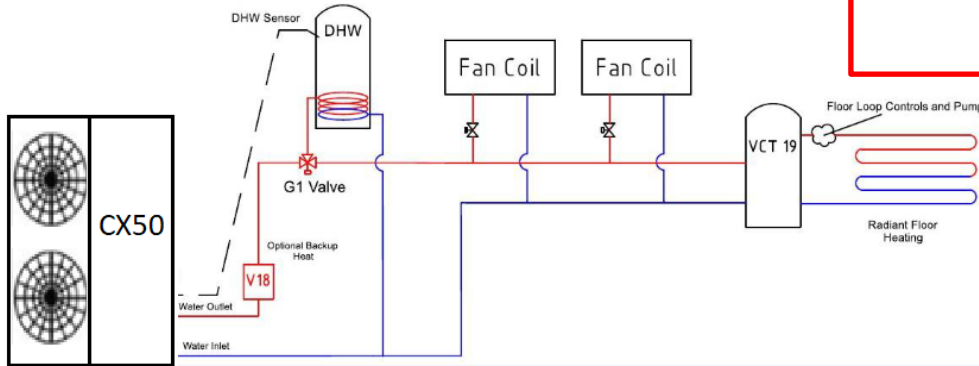 DHW Sensor
DHW
Fan Coil
Fan Coil
Floor Loop Controls and Pump
VCT 19
CX50
G1 Valve
Radiant Floor
Heating
Optional Backup
Heat
V18
Water Outlet
Water Inlet